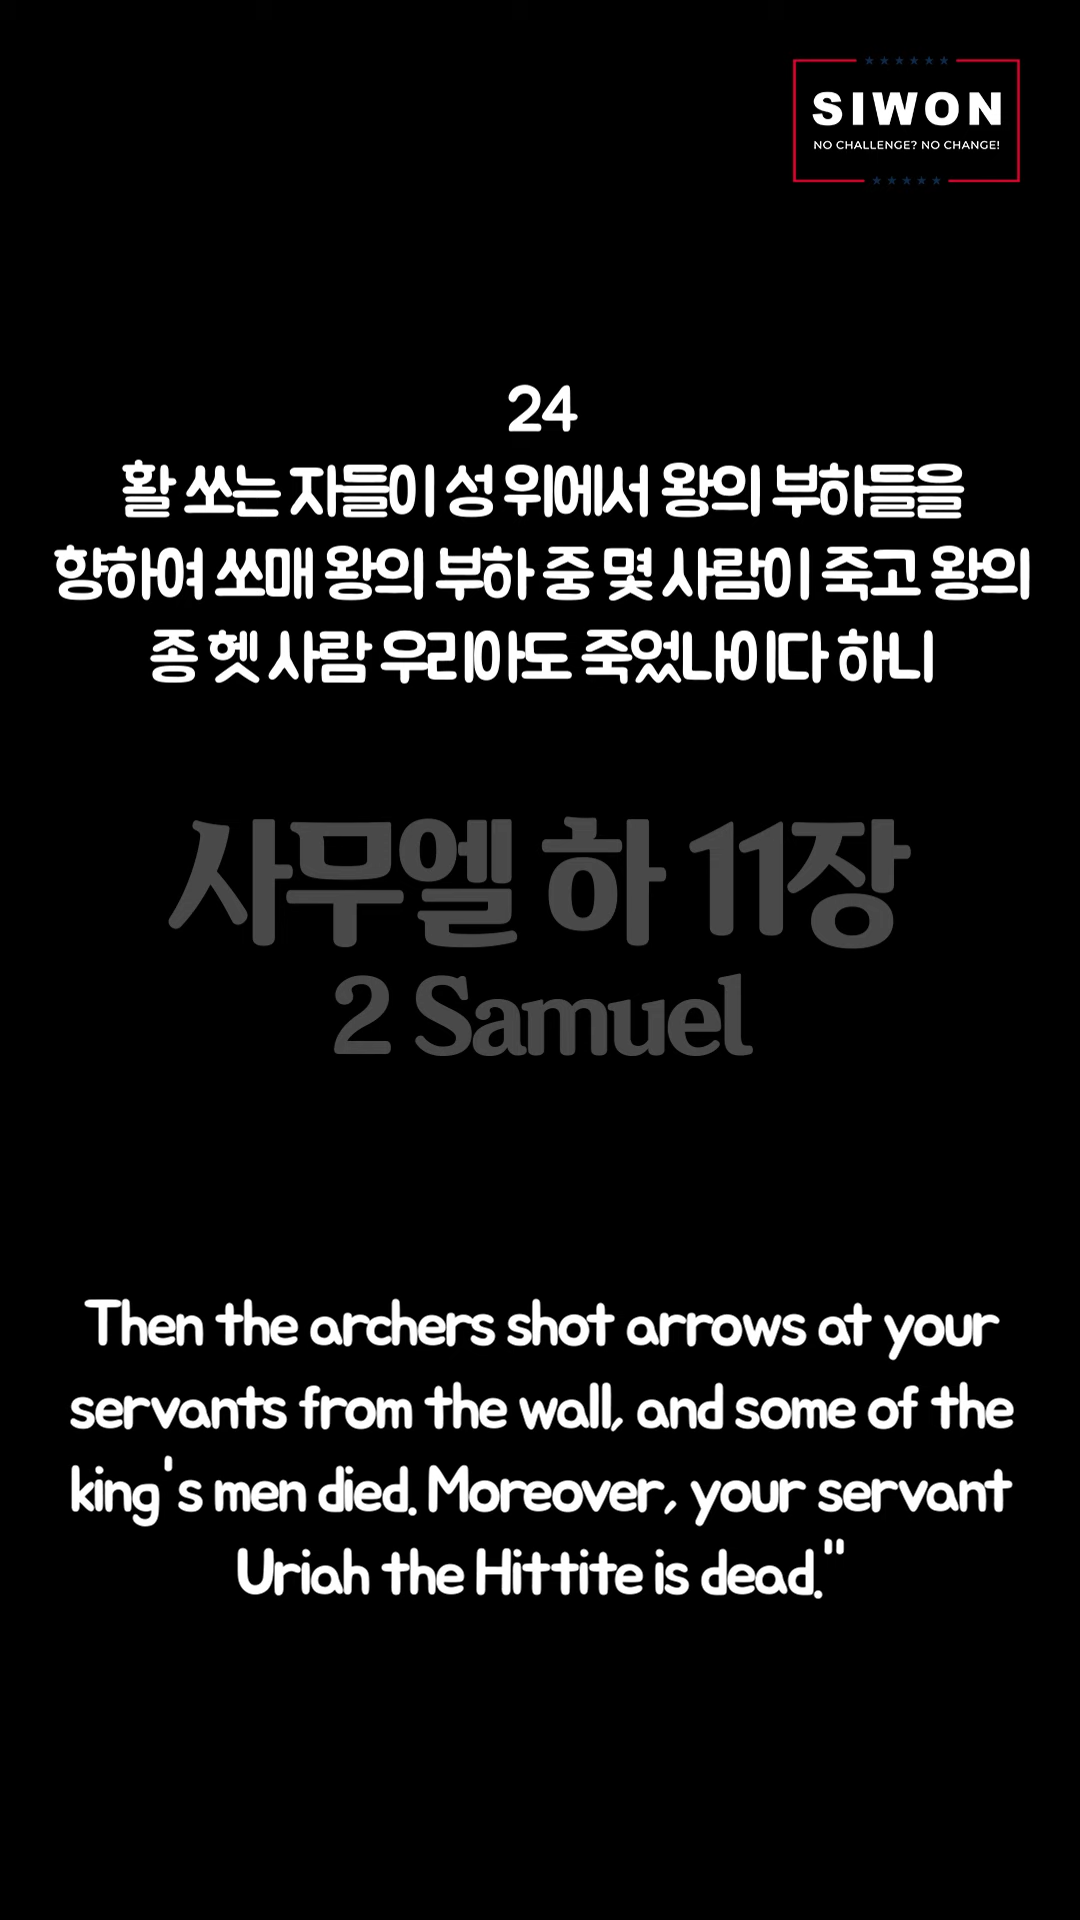 SIWON
NO CHALLENGE? NO CHANGE!
24
활 쏘는 자들이 성 위에서 왕의 부하들을
향하여 쏘매 왕의 부하 중 몇 사람이 죽고 왕의
종 헷 사람 우리아도 죽었나이다 하니
사무엘 하 11장
2 Samuel
Then the archers shot arrows at your
servants from the wall, and some of the
king's men died. Moreover, your servant
Uriah the Hittite is dead."